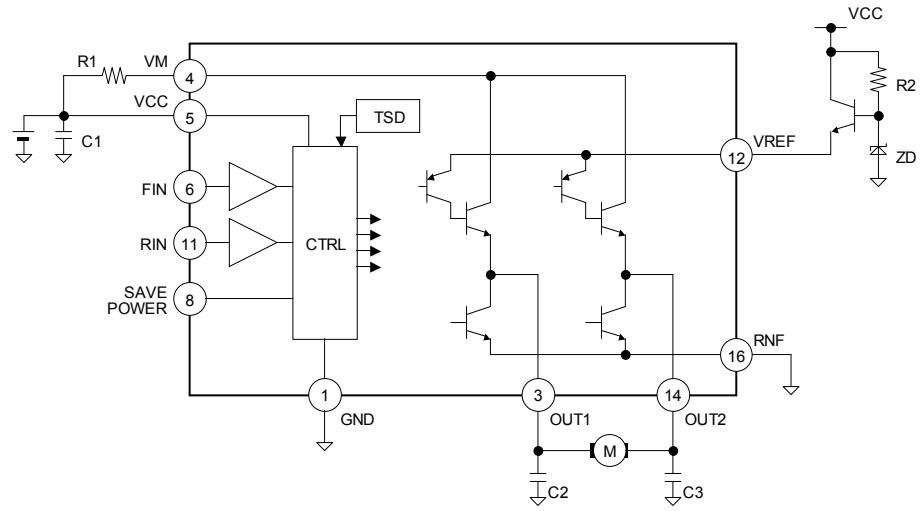 VCC
R1
VM
4
R2
VCC
5
TSD
C1
VREF
12
ZD
FIN
6
RIN
11
CTRL
SAVE
POWER
8
RNF
16
1
GND
3
OUT1
14
OUT2
M
C2
C3